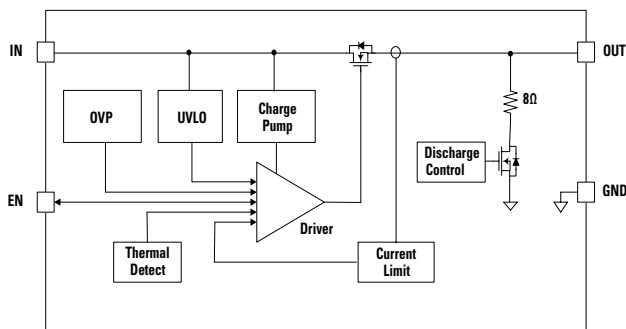 IN
OUT
8Ω
OVP
UVLO
Charge
Pump
Discharge
Control
EN
GND
Driver
Thermal
Detect
Current
Limit